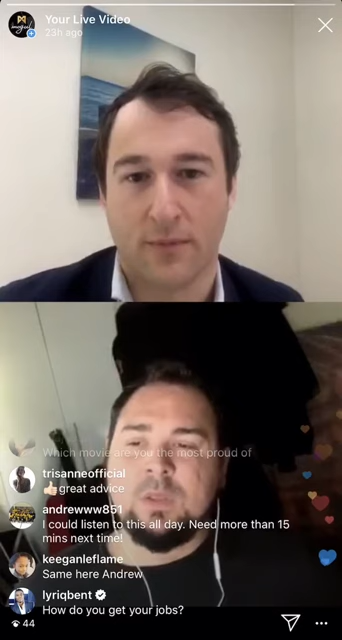 Your Live Video
23h ago
Which movie are you the most proud of
trisanneofficial
👍🏻great advice
andrewww851
I could listen to this all day. Need more than 15
mins next time!
keeganleflame
Same here Andrew
lyriqbent
How do you get your jobs?
44